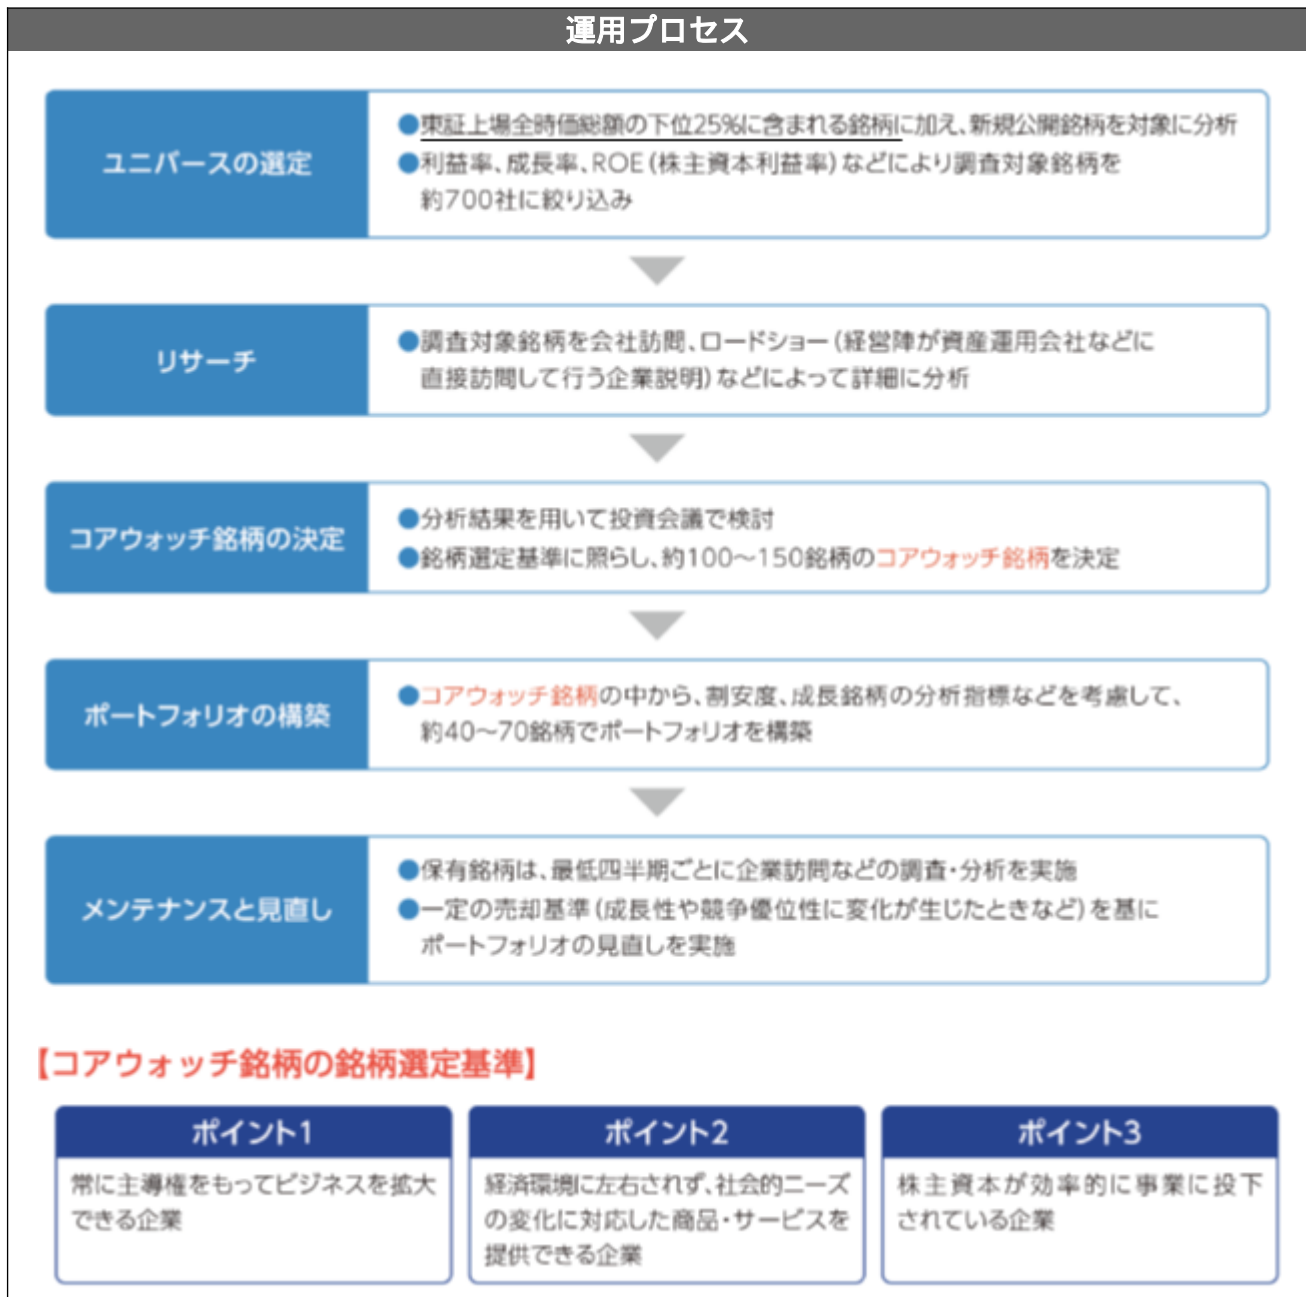 運用プロセス
ユニバースの選定
●東証上場全時価総額の下位25%に含まれる銘柄に加え、新規公開銘柄を対象に分析
●利益率、成長率、ROE(株主資本利益率)などにより調査対象銘柄を
約700社に絞り込み
リサーチ
●調査対象銘柄を会社訪問、ロードショー(経営陣が資産運用会社などに
直接訪問して行う企業説明)などによって詳細に分析
コアウォッチ銘柄の決定
●分析結果を用いて投資会議で検討
●銘柄選定基準に照らし、約100〜150銘柄のコアウォッチ銘柄を決定
ポートフォリオの構築
●コアウォッチ銘柄の中から、割安度、成長銘柄の分析指標などを考慮して、
約40〜70銘柄でポートフォリオを構築
メンテナンスと見直し
●保有銘柄は、最低四半期ごとに企業訪問などの調査・分析を実施
●一定の売却基準(成長性や競争優位性に変化が生じたときなど)を基に
ポートフォリオの見直しを実施
【コアウォッチ銘柄の銘柄選定基準】
ポイント1
常に主導権をもってビジネスを拡大
できる企業
ポイント2
経済環境に左右されず、社会的ニーズ
の変化に対応した商品・サービスを
提供できる企業
ポイント3
株主資本が効率的に事業に投下
されている企業